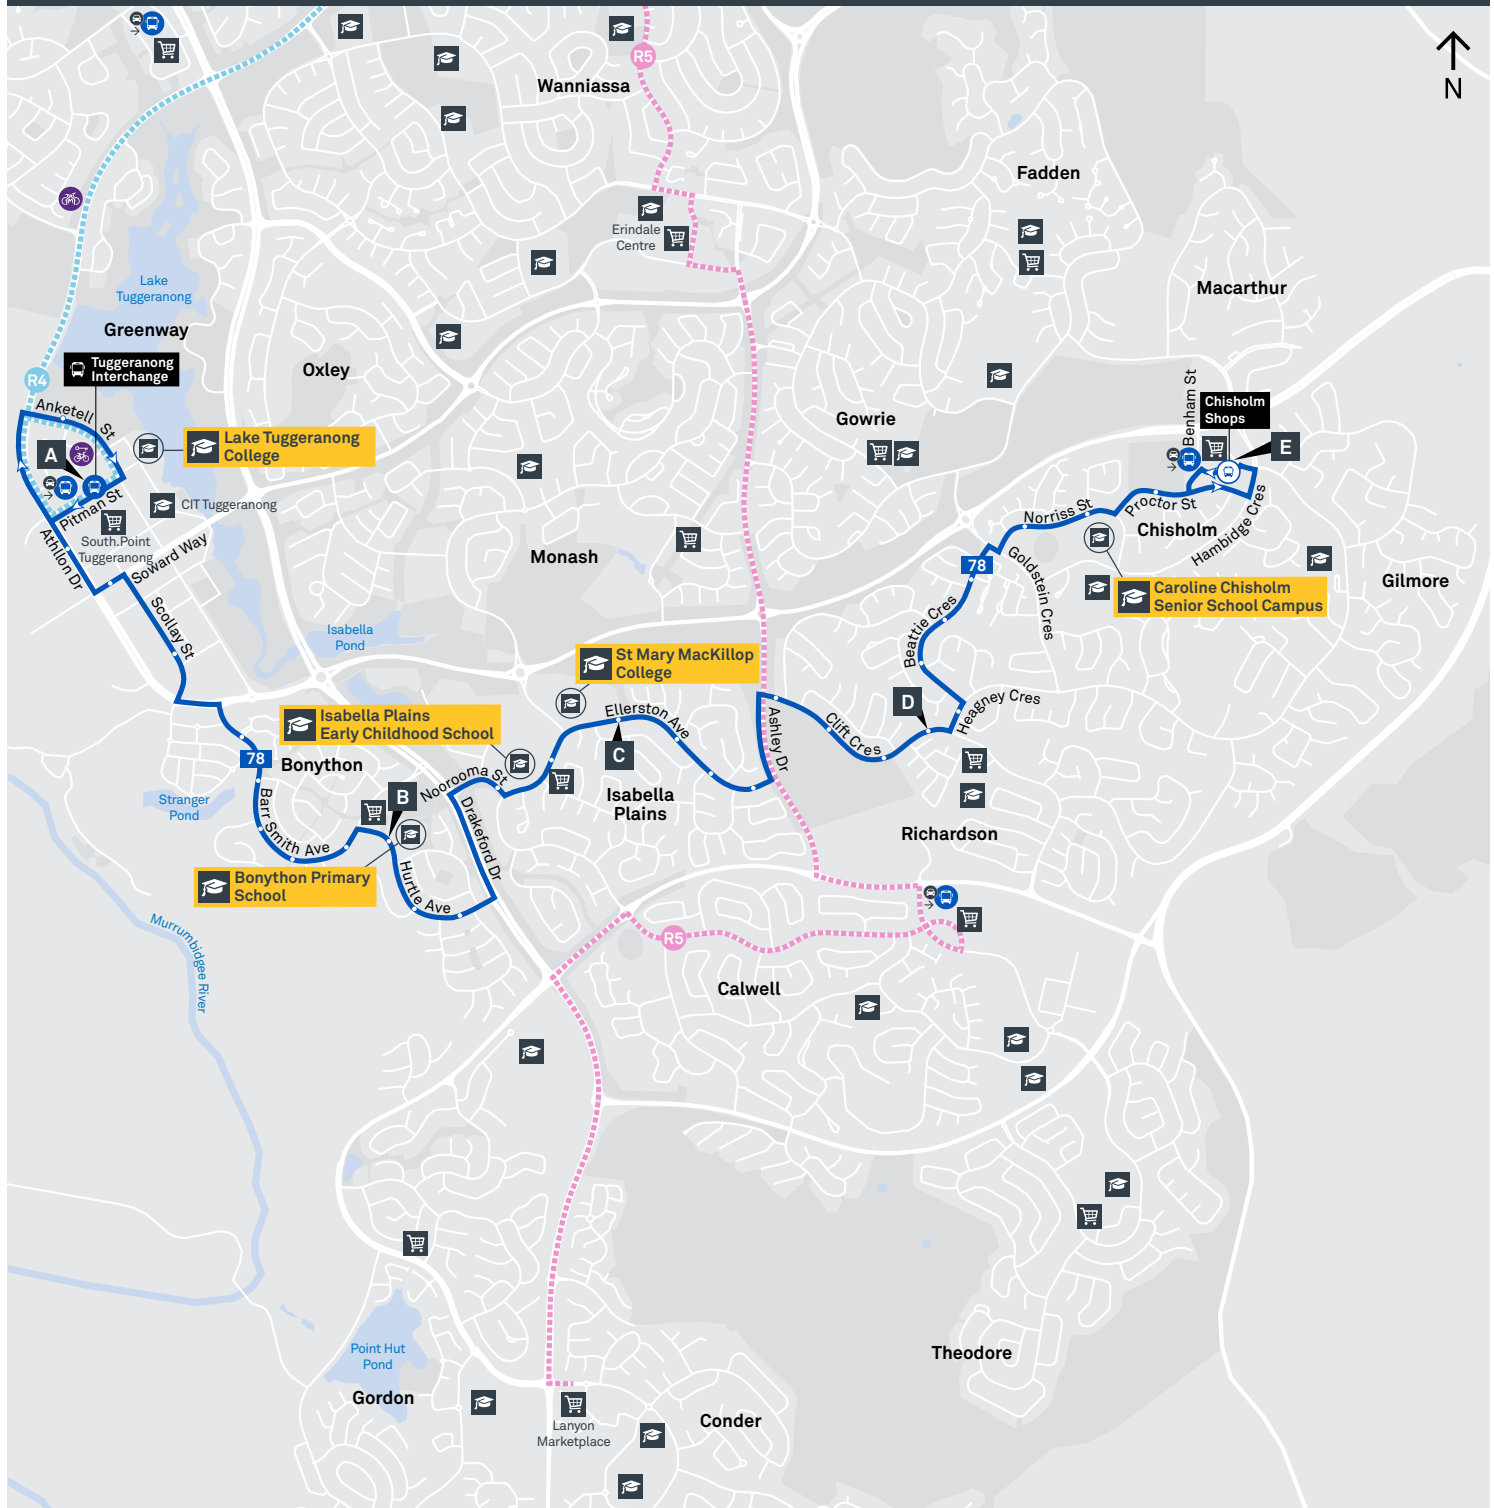 N
Wanniassa
R5
Fadden
Erindale
Centre
Macarthur
Lake
Tuggeranong
Greenway
Tuggeranong
Interchange
R4
Oxley
Anketell St
A
Lake Tuggeranong
College
Pitman St
CIT Tuggeranong
South.Point
Tuggeranong
Athllon Dr
Soward Way
Scollay St
Gowrie
Benham St
Chisholm
Shops
E
Norriss St
Proctor St
Chisholm
Hambidge Cres
Gilmore
Caroline Chisholm
Senior School Campus
78
Goldstein Cres
Beattie Cres
Monash
Isabella
Pond
St Mary MacKillop
College
D
Heagney Cres
Isabella Plains
Early Childhood School
Ellerston Ave
C
Ashley Dr
Clift Cres
78
Bonython
Noorooma St
B
Isabella
Plains
Stranger
Pond
Barr Smith Ave
Drakeford Dr
Richardson
Bonython Primary
School
Hurtle Ave
Murrumbidgee River
R5
Calwell
Point Hut
Pond
Gordon
Theodore
Lanyon
Marketplace
Conder